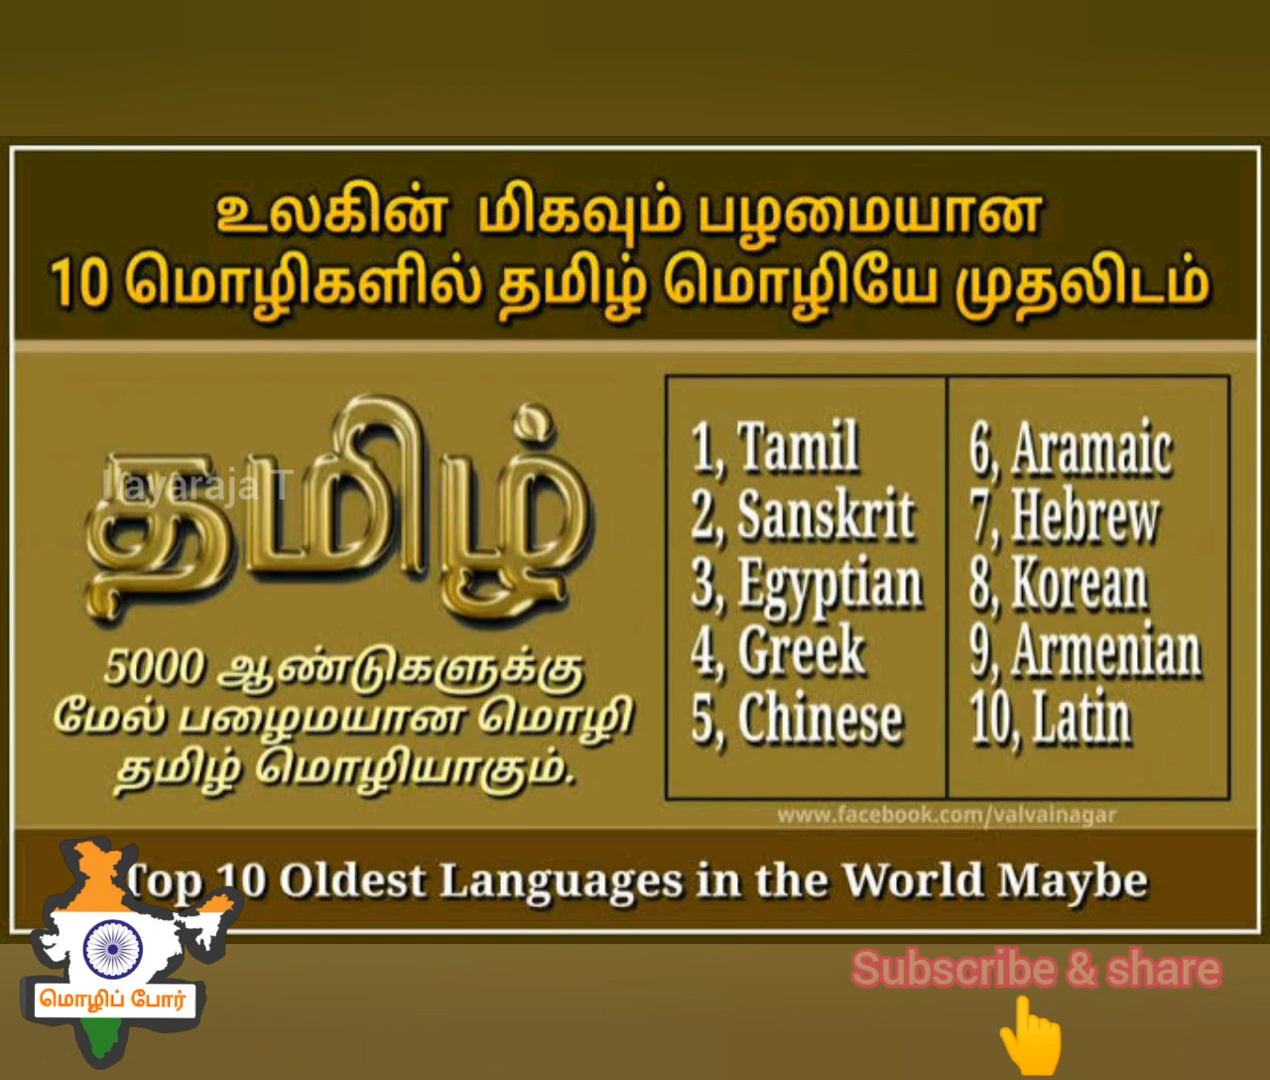 உலகின் மிகவும் பழமையான
10 மொழிகளில் தமிழ் மொழியே முதலிடம்
தமிழ்
Ilayaraja T
5000 ஆண்டுகளுக்கு
மேல் பழைமயான மொழி
தமிழ் மொழியாகும்.
1, Tamil
2, Sanskrit
3, Egyptian
4, Greek
5, Chinese
6, Aramaic
7, Hebrew
8, Korean
9, Armenian
10, Latin
www.facebook.com/valvainagar
Top 10 Oldest Languages in the World Maybe
மொழிப் போர்
Subscribe & share